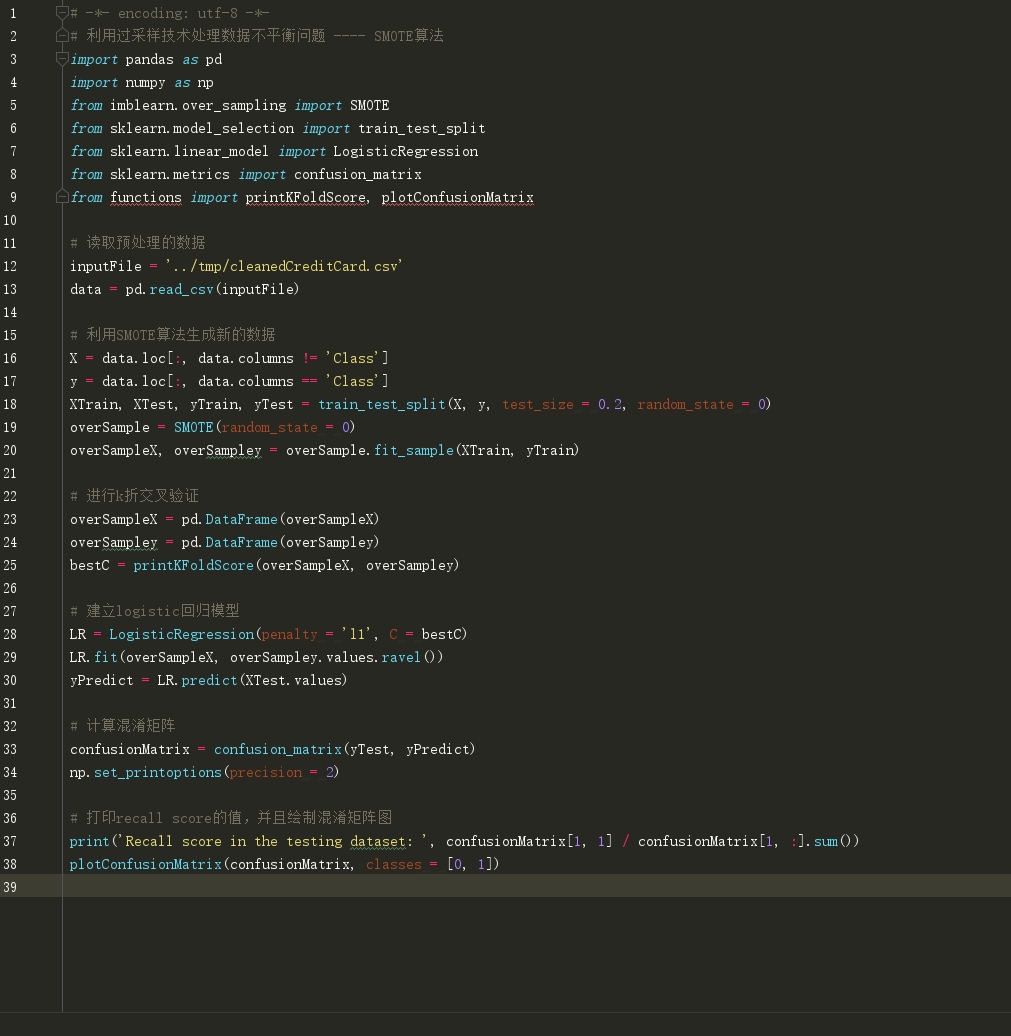 1 # -*- encoding: utf-8 -*-
2 # 利用过采样技术处理数据不平衡问题 ---- SMOTE算法
3 import pandas as pd
4 import numpy as np
5 from imblearn.over_sampling import SMOTE
6 from sklearn.model_selection import train_test_split
7 from sklearn.linear_model import LogisticRegression
8 from sklearn.metrics import confusion_matrix
9 from functions import printKFoldScore, plotConfusionMatrix
10
11 # 读取预处理的数据
12 inputFile = '../tmp/cleanedCreditCard.csv'
13 data = pd.read_csv(inputFile)
14
15 # 利用SMOTE算法生成新的数据
16 X = data.loc[:, data.columns != 'Class']
17 y = data.loc[:, data.columns == 'Class']
18 XTrain, XTest, yTrain, yTest = train_test_split(X, y, test_size = 0.2, random_state = 0)
19 overSample = SMOTE(random_state = 0)
20 overSampleX, overSampley = overSample.fit_sample(XTrain, yTrain)
21
22 # 进行k折交叉验证
23 overSampleX = pd.DataFrame(overSampleX)
24 overSampley = pd.DataFrame(overSampley)
25 bestC = printKFoldScore(overSampleX, overSampley)
26
27 # 建立logistic回归模型
28 LR = LogisticRegression(penalty = 'l1', C = bestC)
29 LR.fit(overSampleX, overSampley.values.ravel())
30 yPredict = LR.predict(XTest.values)
31
32 # 计算混淆矩阵
33 confusionMatrix = confusion_matrix(yTest, yPredict)
34 np.set_printoptions(precision = 2)
35
36 # 打印recall score的值，并且绘制混淆矩阵图
37 print('Recall score in the testing dataset: ', confusionMatrix[1, 1] / confusionMatrix[1, :].sum())
38 plotConfusionMatrix(confusionMatrix, classes = [0, 1])
39